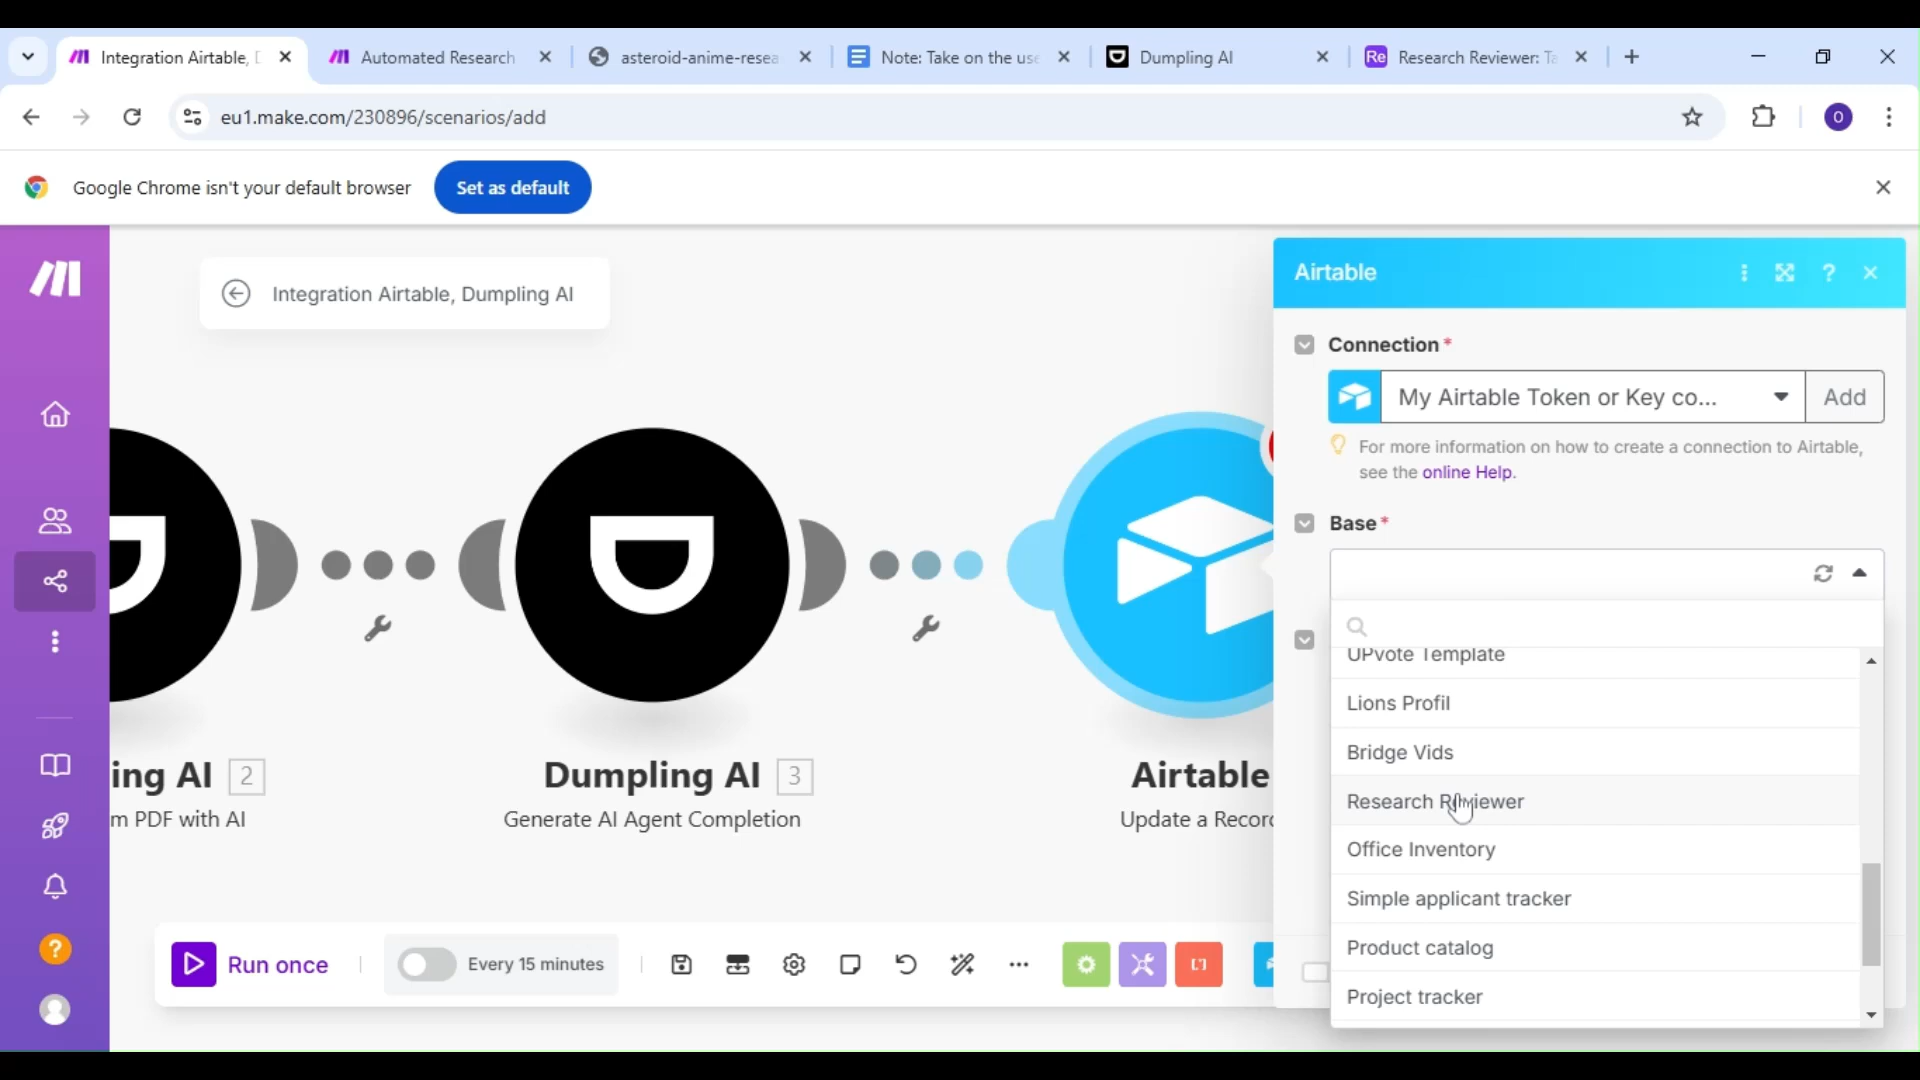 Integration Airtable, D
Automated Research
asteroid-anime-resea
Note: Take on the use
Dumpling AI
Re
Research Reviewer: Ta
eu1.make.com/230896/scenarios/add
O
Google Chrome isn't your default browser
Set as default
Integration Airtable, Dumpling AI
Airtable
?
Connection *
My Airtable Token or Key co...
Add
For more information on how to create a connection to Airtable,
see the online Help.
Base *
UPvote Template
Lions Profil
Bridge Vids
Research Reviewer
Office Inventory
Simple applicant tracker
Product catalog
Project tracker
ing AI 2
m PDF with AI
Dumpling AI 3
Generate AI Agent Completion
Airtable
Update a Recor
?
Run once
Every 15 minutes